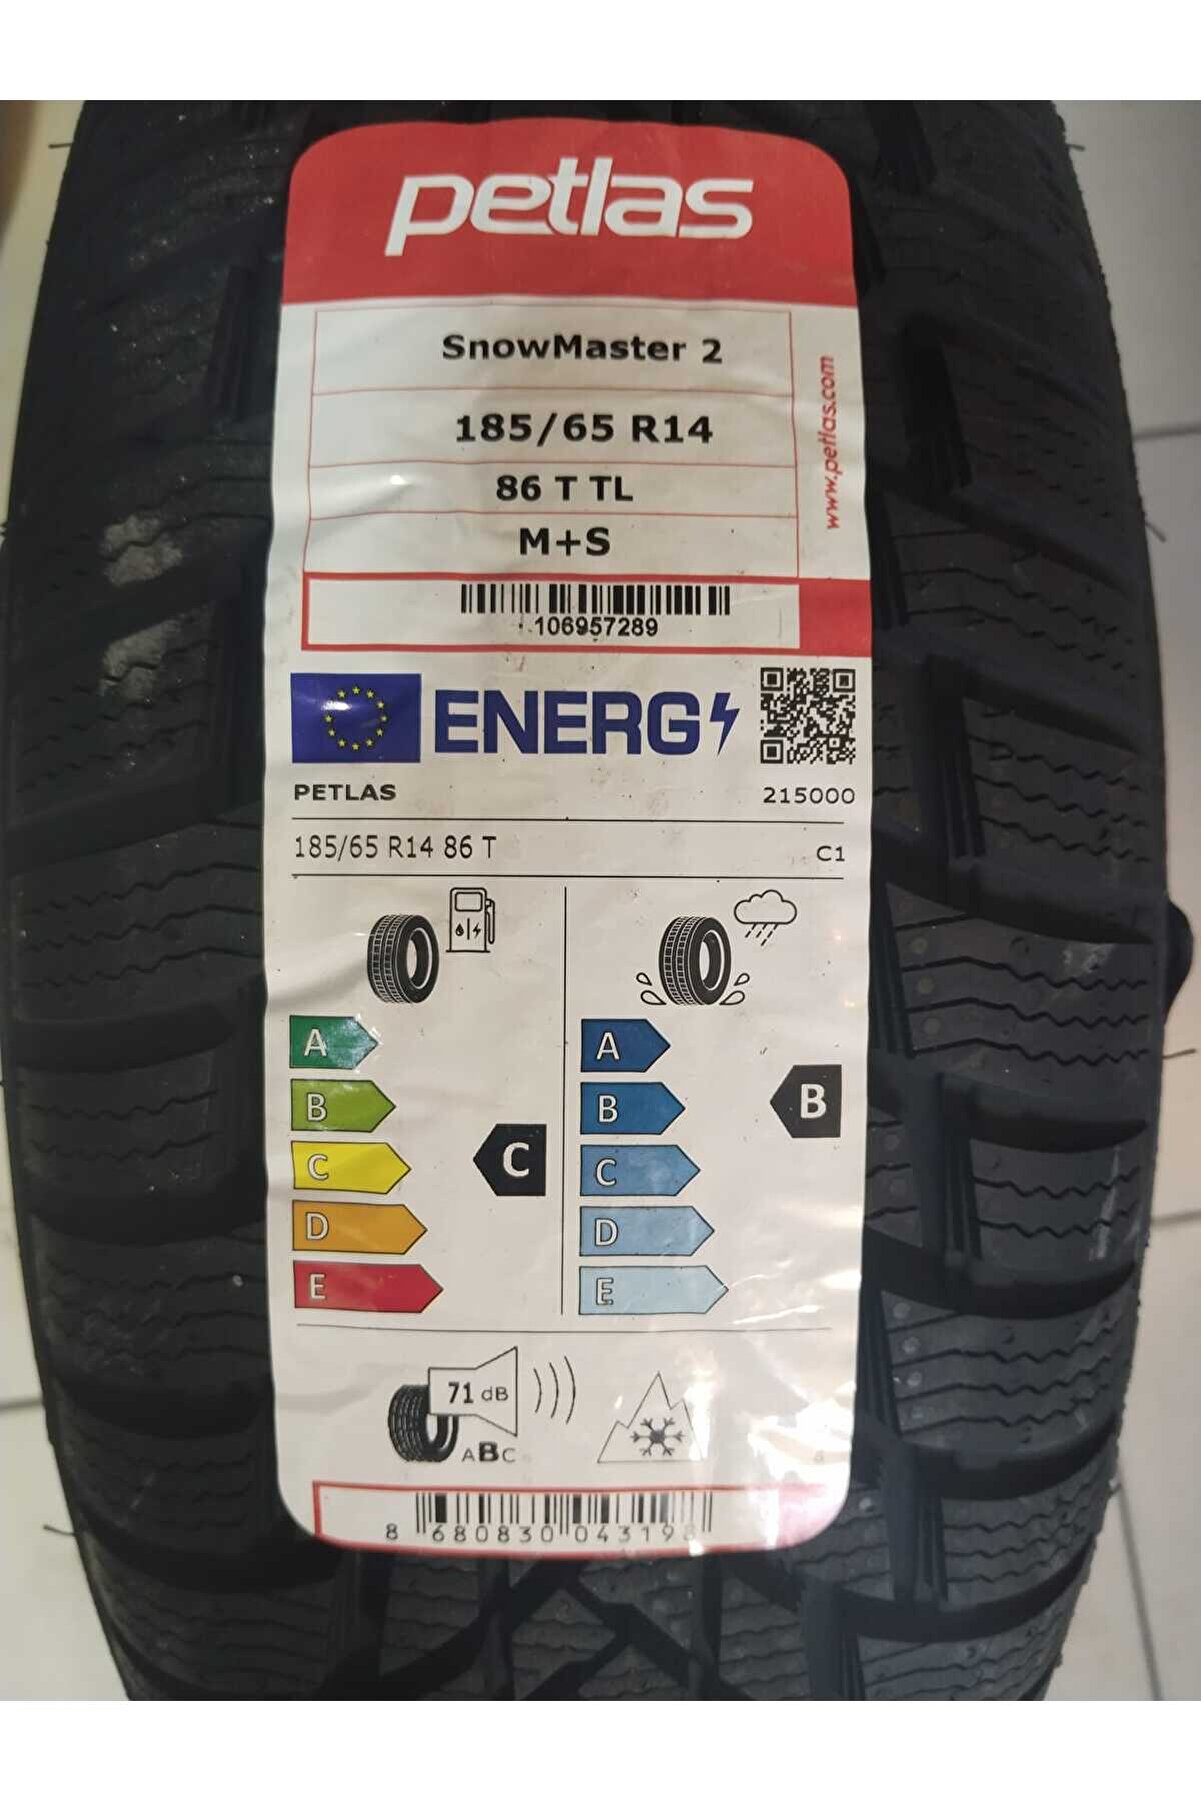 petlas
SnowMaster 2
185/65 R14
86 T TL
M+S
www.petlas.com
106957289
ENERG
PETLAS 215000
185/65 R14 86 T C1
A A
B B B
C C C
D D
E E
71 dB
ABC
8 680830 043198